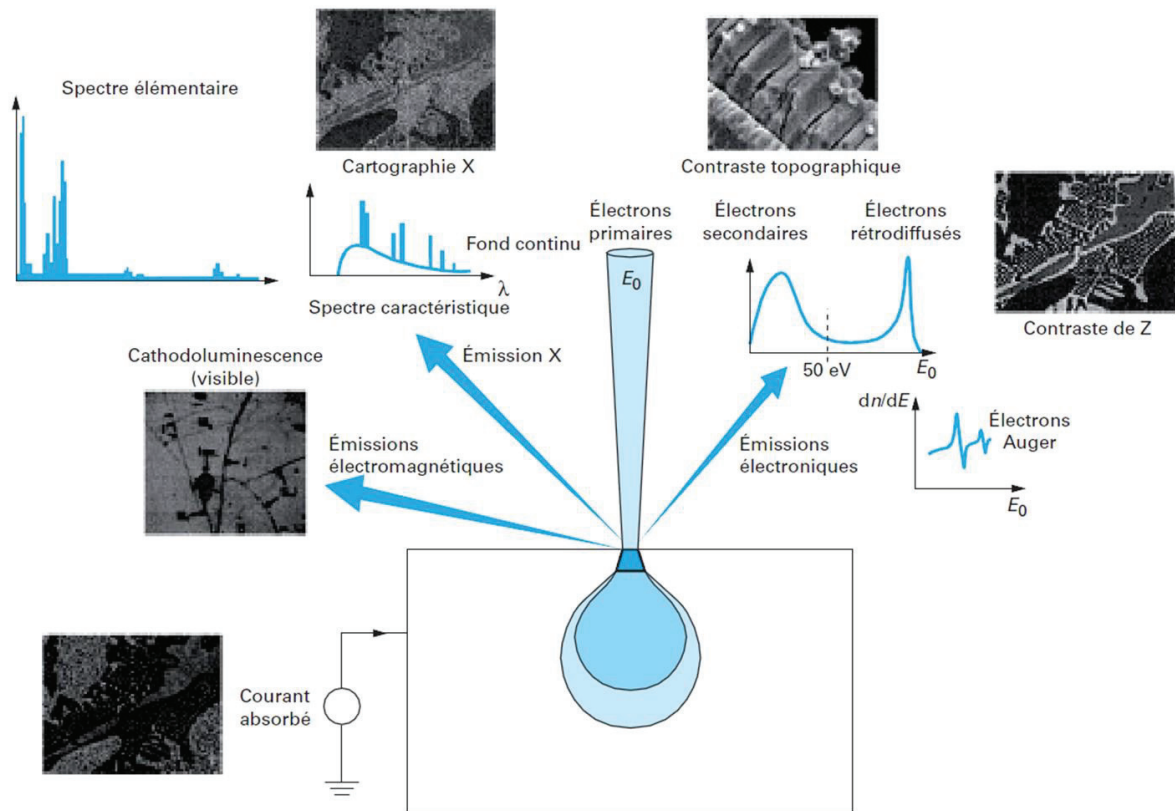 Spectre élémentaire
Cartographie X
Fond continu
λ
Spectre caractéristique
Émission X
Cathodoluminescence
(visible)
Émissions
électromagnétiques
Courant
absorbé
Contraste topographique
Électrons
primaires
E0
Électrons
secondaires
Électrons
rétrodiffusés
50 eV
E0
Contraste de Z
dn/dE
Électrons
Auger
E0
Émissions
électroniques